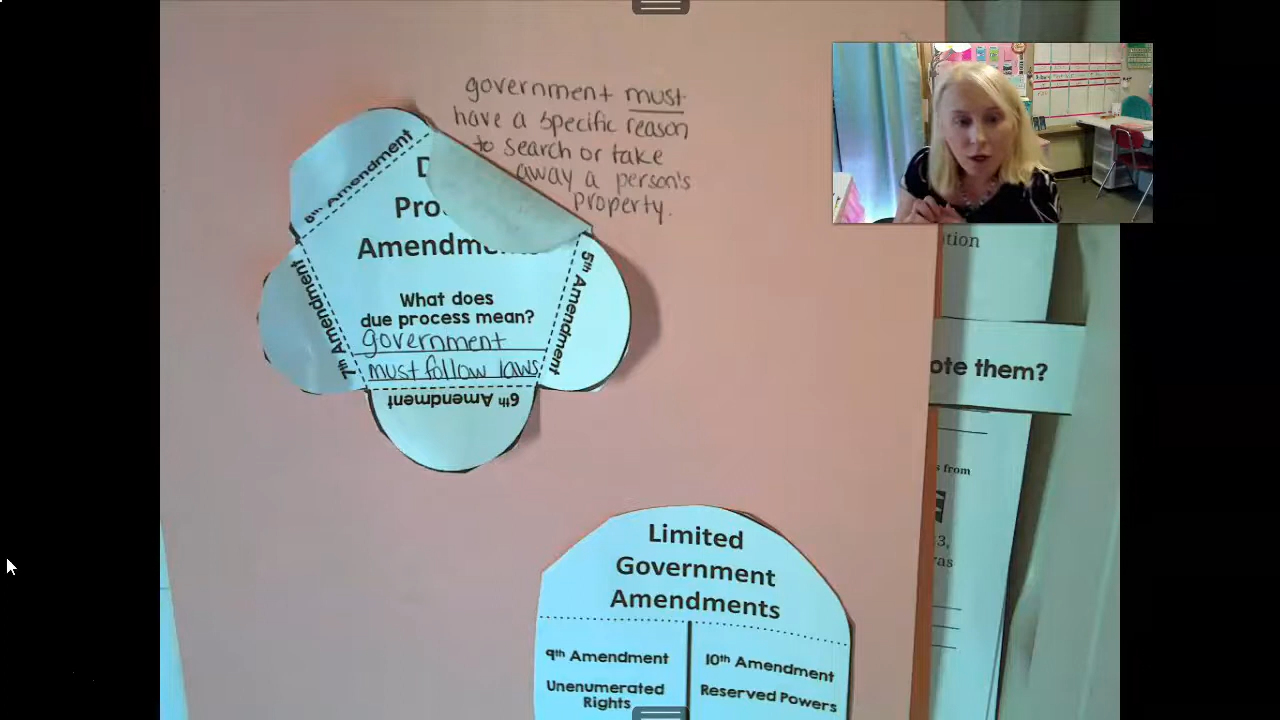 government must
have a specific reason
to search or take
away a person's
property.
8th Amendment
Amendm
5th Amendment
7th Amendment
What does
due process mean?
government
must follow laws
6th Amendment
Limited
Government
Amendments
9th Amendment
Unenumerated
Rights
10th Amendment
Reserved Powers
ote them?
s from